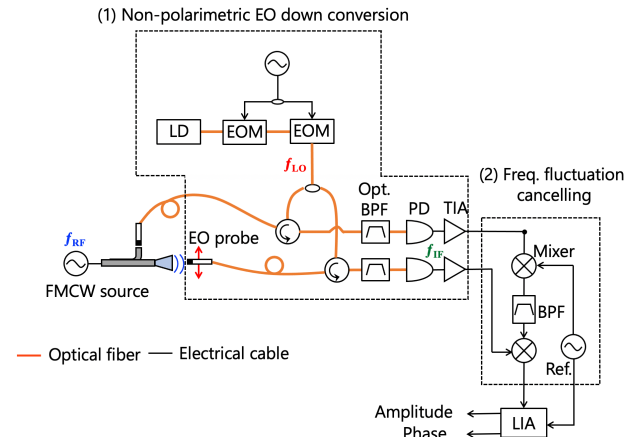 (1) Non-polarimetric EO down conversion
LD
EOM
EOM
fLO
(2) Freq. fluctuation
cancelling
Opt.
BPF
PD
TIA
fRF
EO probe
fIF
Mixer
FMCW source
BPF
Optical fiber
Electrical cable
Ref.
Amplitude
Phase
LIA